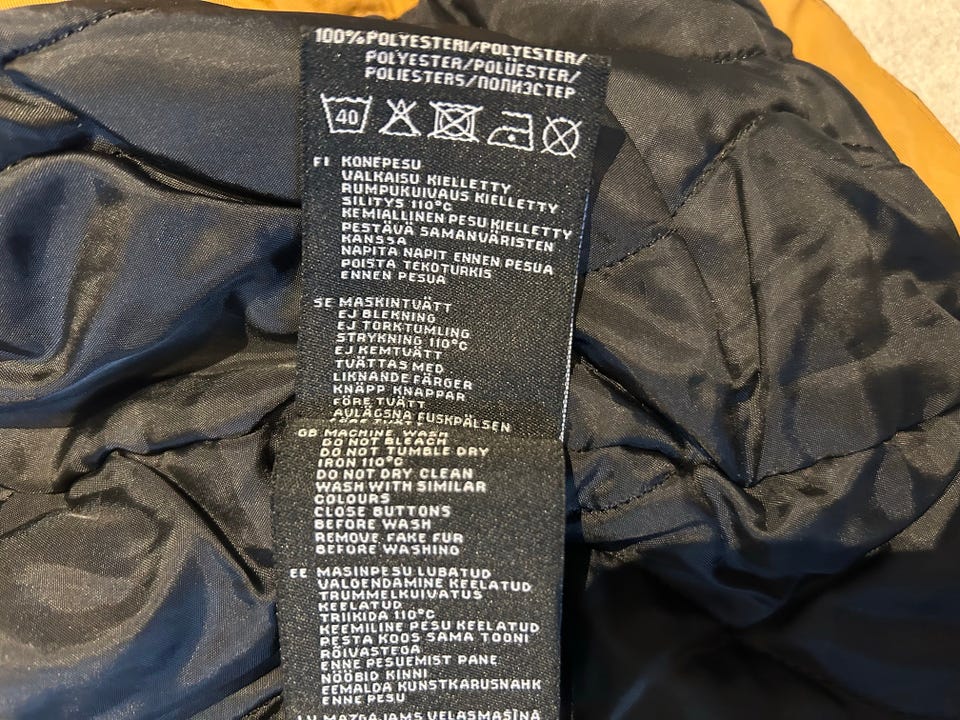 100% POLYESTERI/POLYESTER/
POLYESTER/POLÜESTER/
POLIESTERS/ПОЛИЭСТЕР
40
FI KONEPESU
VALKAISU KIELLETTY
RUMPUKUIVAUS KIELLETTY
SILITYS 110°C
KEMIALLINEN PESU KIELLETTY
PESTÄVÄ SAMANVÄRISTEN
KANSSA
NAPITA NAPIT ENNEN PESUA
POISTA TEKOTURKIS
ENNEN PESUA
SE MASKINTVÄTT
EJ BLEKNING
EJ TORKTUMLING
STRYKNING 110°C
EJ KEMTVÄTT
TVÄTTAS MED
LIKNANDE FÄRGER
KNÄPP KNAPPAR
FÖRE TVÄTT
AVLÄGSNA FUSKPÄLSEN
GB MACHINE WASH
DO NOT BLEACH
DO NOT TUMBLE DRY
IRON 110°C
DO NOT DRY CLEAN
WASH WITH SIMILAR
COLOURS
CLOSE BUTTONS
BEFORE WASH
REMOVE FAKE FUR
BEFORE WASHING
EE MASINPESU LUBATUD
VALGENDAMINE KEELATUD
TRUMMELKUIVATUS
KEELATUD
TRIIKIDA 110°C
KEEMILINE PESU KEELATUD
PESTA KOOS SAMA TOONI
RÕIVASTEGA
ENNE PESUEMIST PANE
NÖÖBID KINNI
EEMALDA KUNSTKARUSNAHK
ENNE PESU
LV MAZGAJAMS VELASMASĪNA